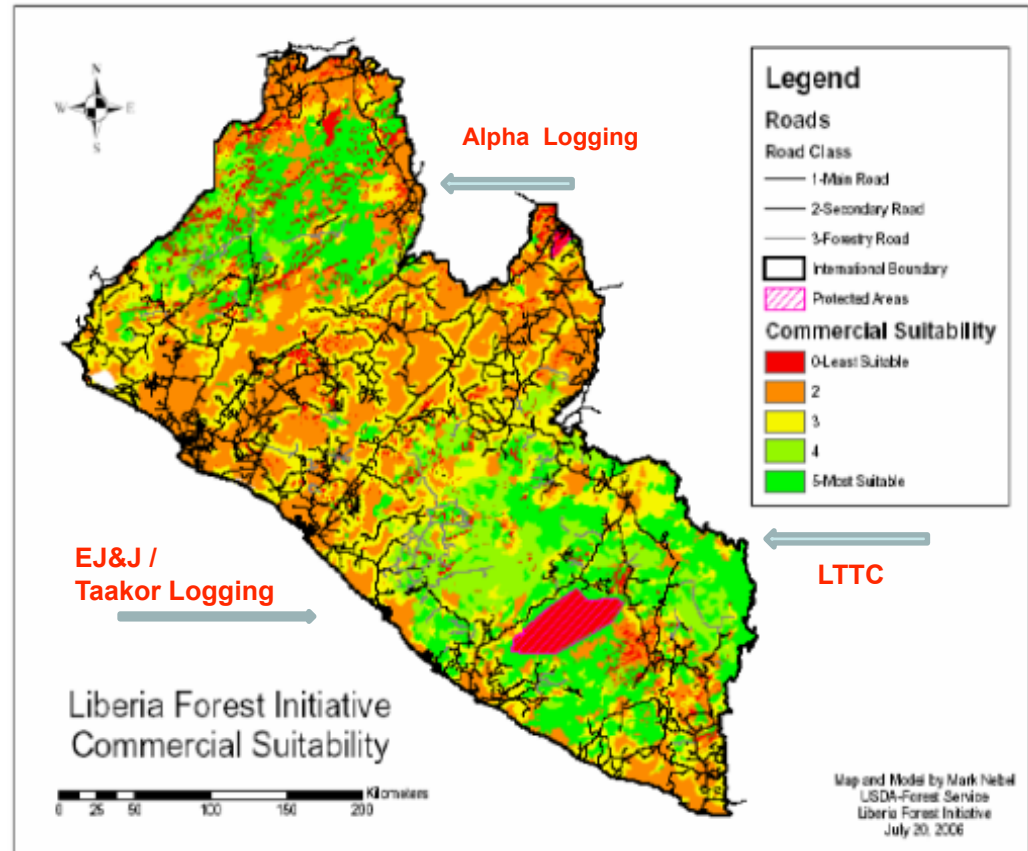 N
W E
S
Alpha Logging
EJ&J /
Taakor Logging
LTTC
Liberia Forest Initiative
Commercial Suitability
0 25 50 100 150 200
Kilometers
Legend
Roads
Road Class
1-Main Road
2-Secondary Road
3-Forestry Road
International Boundary
Protected Areas
Commercial Suitability
0-Least Suitable
2
3
4
5-Most Suitable
Map and Model by Mark Nebel
USDA-Forest Service
Liberia Forest Initiative
July 20, 2006